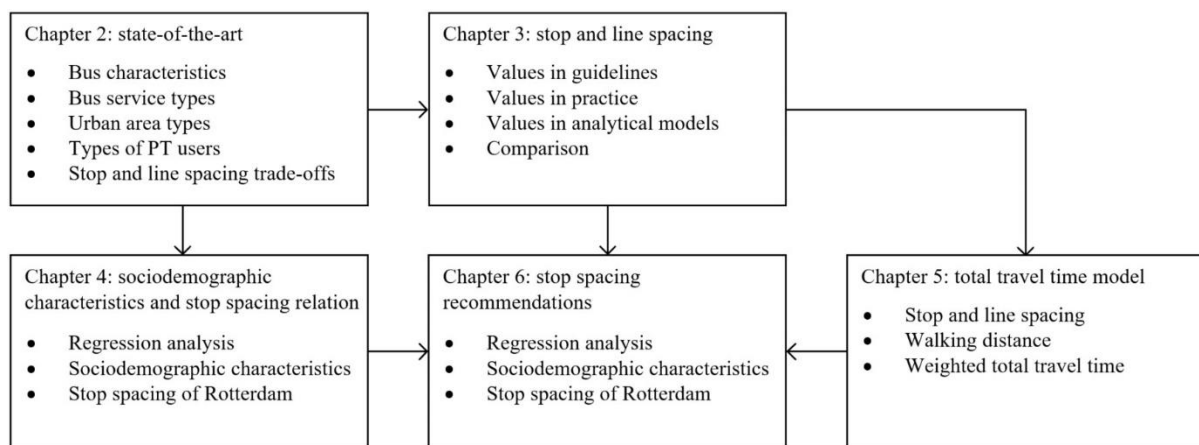 Chapter 2: state-of-the-art
• Bus characteristics
• Bus service types
• Urban area types
• Types of PT users
• Stop and line spacing trade-offs
Chapter 3: stop and line spacing
• Values in guidelines
• Values in practice
• Values in analytical models
• Comparison
Chapter 4: sociodemographic
characteristics and stop spacing relation
• Regression analysis
• Sociodemographic characteristics
• Stop spacing of Rotterdam
Chapter 6: stop spacing
recommendations
• Regression analysis
• Sociodemographic characteristics
• Stop spacing of Rotterdam
Chapter 5: total travel time model
• Stop and line spacing
• Walking distance
• Weighted total travel time